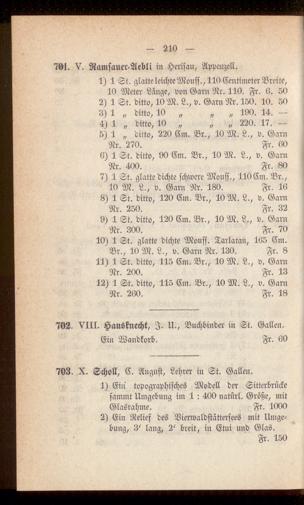 — 210 —
701. V. Ramsauer-Aebli in Herisau, Appenzell.
1) 1 St. glatte leichte Mouss., 110 Centimeter Breite,
10 Meter Länge, von Garn Nr. 110. Fr. 6. 50
2) 1 St. ditto, 10 M. L., v. Garn Nr. 150. 10. 50
3) 1 „ ditto, 10 „ „ „ 190. 14. —
4) 1 „ ditto, 10 „ „ „ 220. 17. —
5) 1 „ ditto, 220 Cm. Br., 10 M. L., v. Garn
Nr. 270. Fr. 60
6) 1 St. ditto, 90 Cm. Br., 10 M. L., v. Garn
Nr. 400. Fr. 80
7) 1 St. glatte dichte schwere Mouss., 110 Cm. Br.,
10 M. L., v. Garn Nr. 180. Fr. 16
8) 1 St. ditto, 120 Cm. Br., 10 M. L., v. Garn
Nr. 250. Fr. 32
9) 1 St. ditto, 120 Cm. Br., 10 M. L., v. Garn
Nr. 300. Fr. 70
10) 1 St. glatte dichte Mouss. Tarlatan, 165 Cm.
Br., 10 M. L., v. Garn Nr. 130. Fr. 8
11) 1 St. ditto, 115 Cm. Br., 10 M. L., v. Garn
Nr. 200. Fr. 13
12) 1 St. ditto, 115 Cm. Br., 10 M. L., v. Garn
Nr. 260. Fr. 18
702. VIII. Hausknecht, J. U., Buchbinder in St. Gallen.
Ein Wandkorb. Fr. 60
703. X. Scholl, C. August, Lehrer in St. Gallen.
1) Ein topographisches Modell der Sitterbrücke
sammt Umgebung im 1 : 400 natürl. Größe, mit
Glasrahme. Fr. 1000
2) Ein Relief des Vierwaldstättersees mit Umge-
bung, 3' lang, 2' breit, in Etui und Glas.
Fr. 150